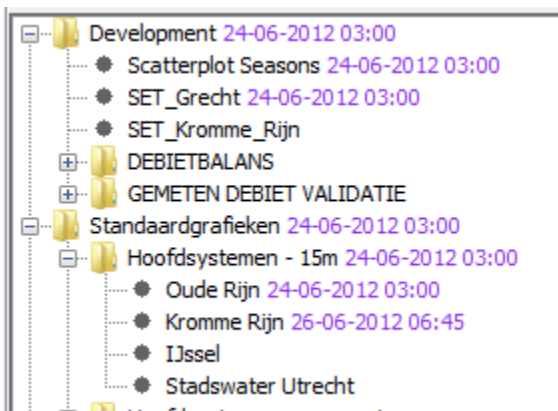 Development 24-06-2012 03:00
Scatterplot Seasons 24-06-2012 03:00
SET_Grecht 24-06-2012 03:00
SET_Kromme_Rijn
DEBIETBALANS
GEMETEN DEBIET VALIDATIE
Standaardgrafieken 24-06-2012 03:00
Hoofdsystemen - 15m 24-06-2012 03:00
Oude Rijn 24-06-2012 03:00
Kromme Rijn 26-06-2012 06:45
IJssel
Stadswater Utrecht